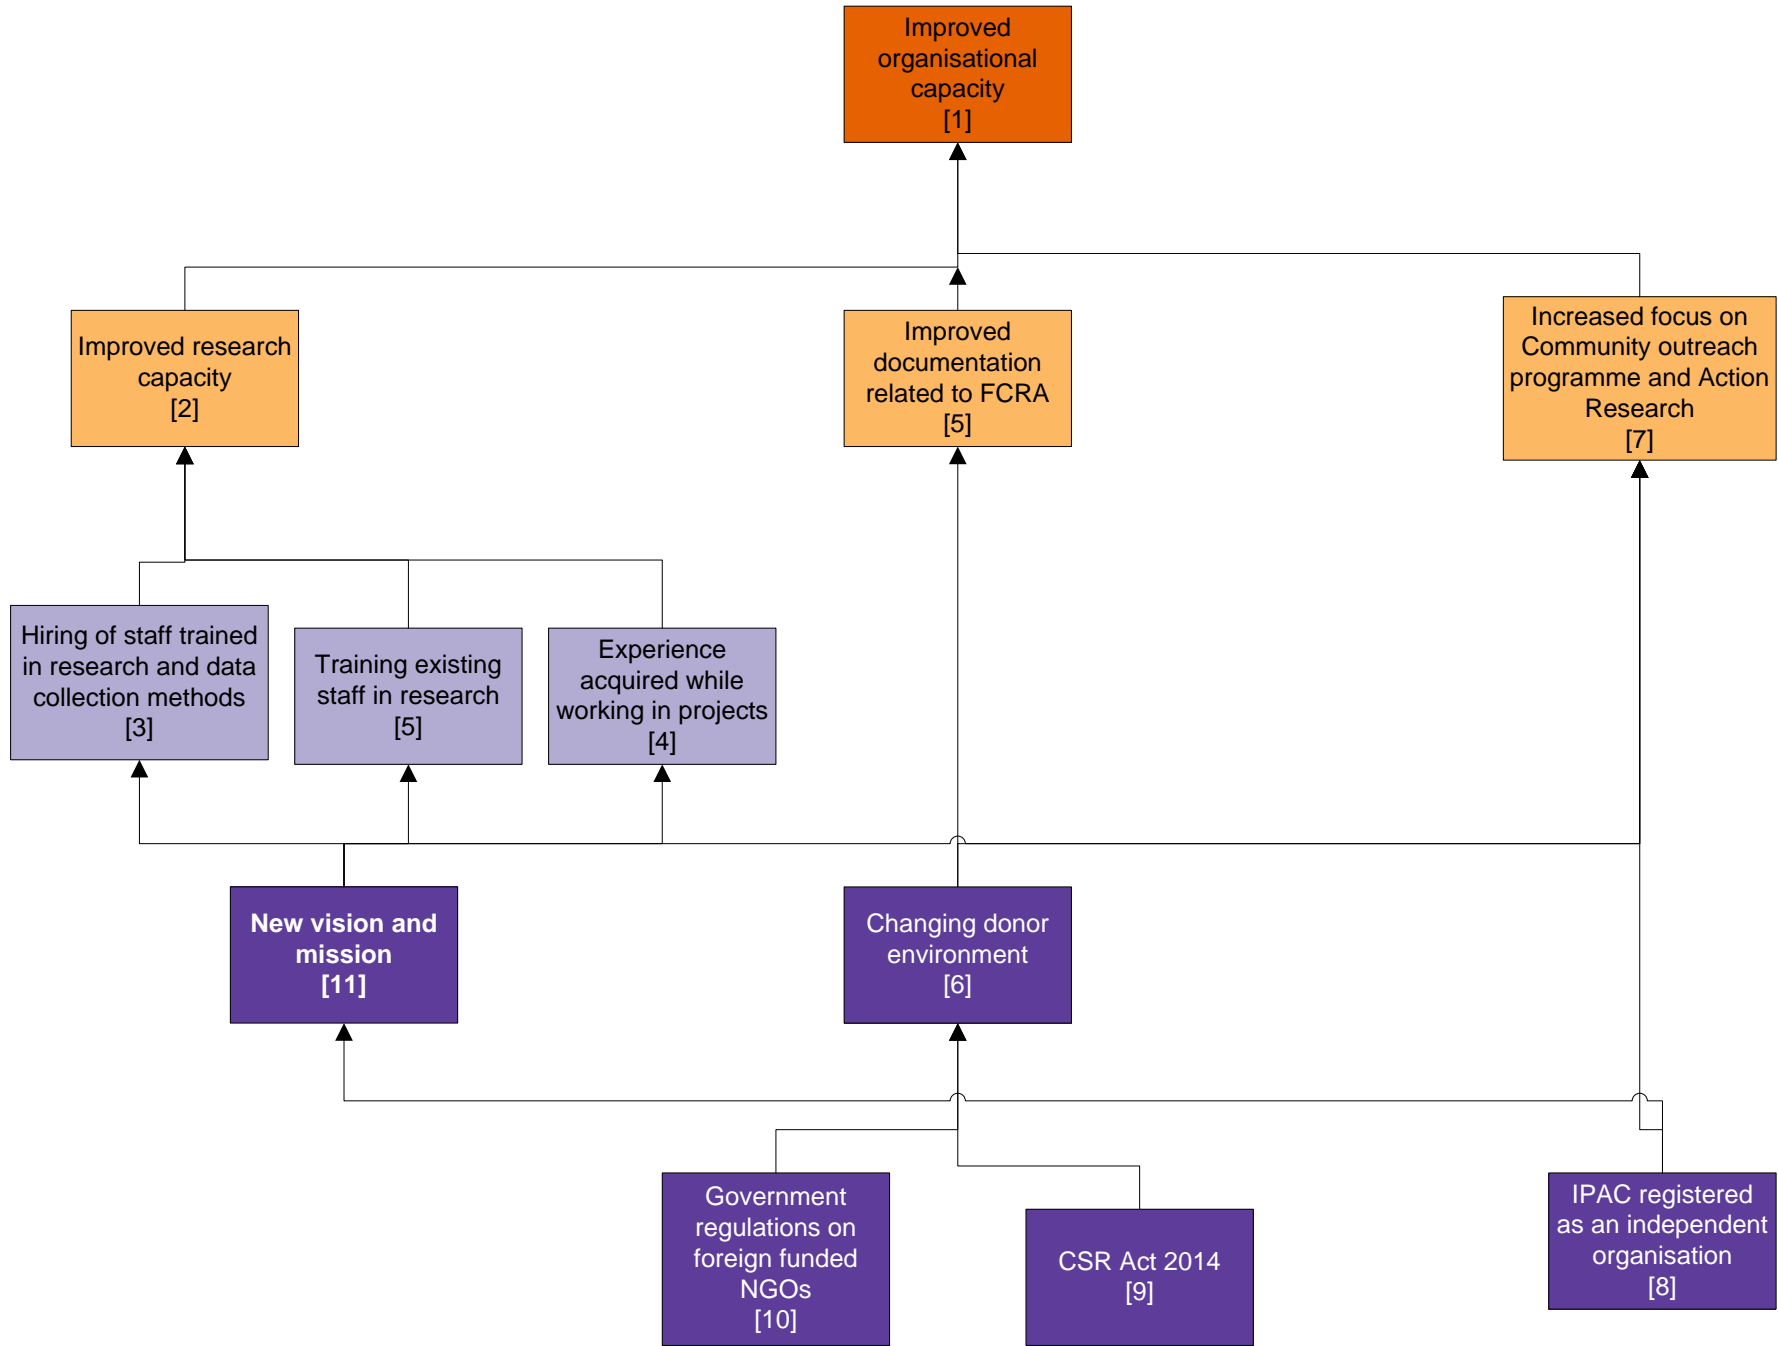 Improved
organisational
capacity
[1]
Improved research
capacity
[2]
Improved
documentation
related to FCRA
[5]
Increased focus on
Community outreach
programme and Action
Research
[7]
Hiring of staff trained
in research and data
collection methods
[3]
Training existing
staff in research
[5]
Experience
acquired while
working in projects
[4]
New vision and
mission
[11]
Changing donor
environment
[6]
Government
regulations on
foreign funded
NGOs
[10]
CSR Act 2014
[9]
IPAC registered
as an independent
organisation
[8]